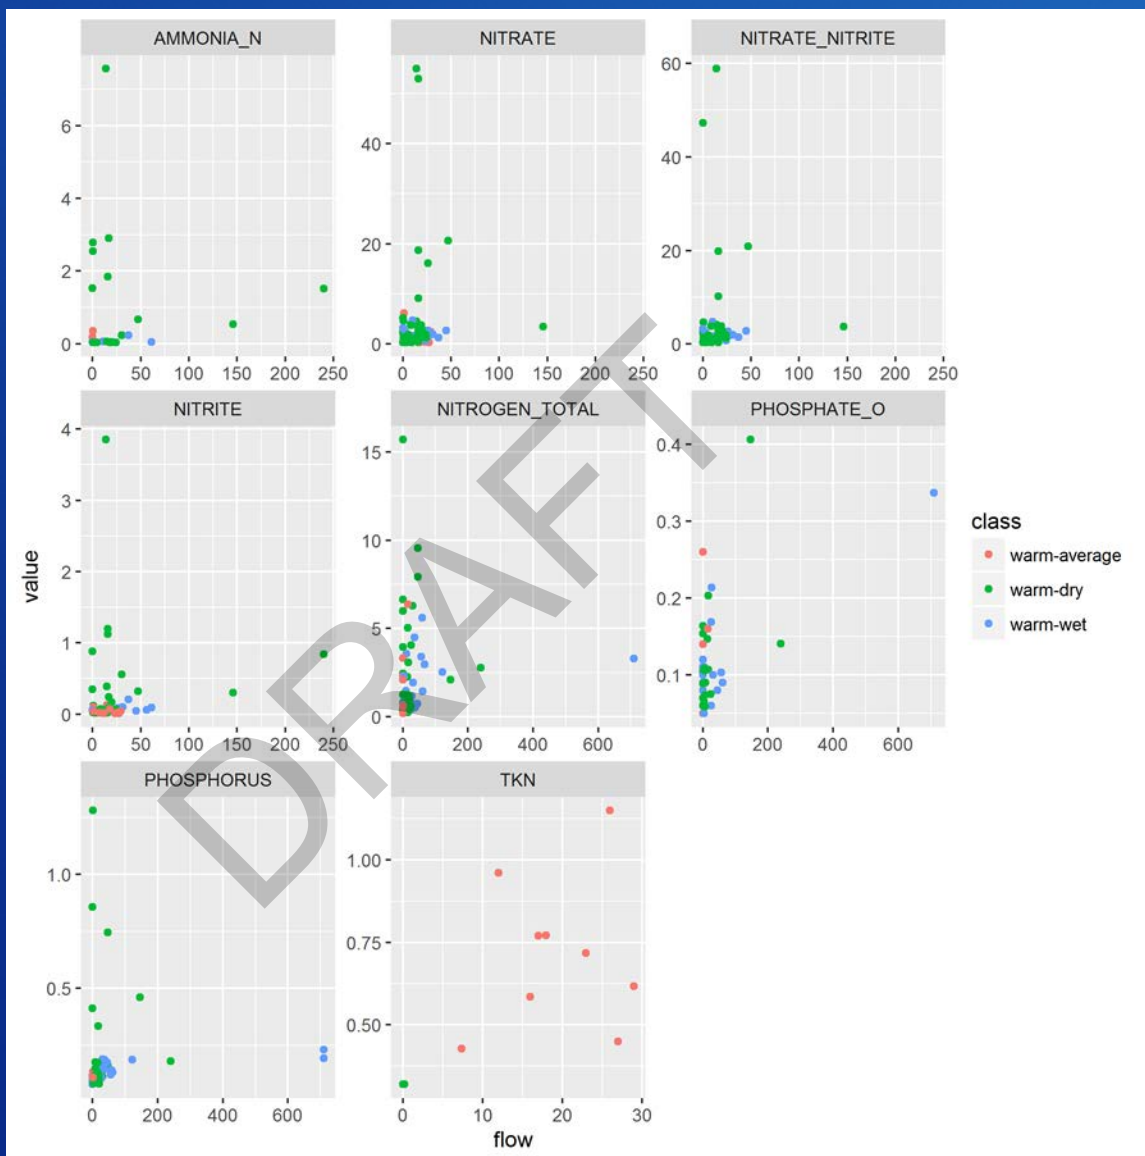 AMMONIA_N NITRATE NITRATE_NITRITE
6 4 2 0
40 20 0
60 40 20 0
0 50 100 150 200 250 0 50 100 150 200 250 0 50 100 150 200 250
NITRITE NITROGEN_TOTAL PHOSPHATE_O
4 3 2 1 0
15 10 5 0
0.4 0.3 0.2 0.1
0 50 100 150 200 250 0 200 400 600 0 200 400 600
PHOSPHORUS TKN
1.0 0.5
1.00 0.75 0.50
0 200 400 600 0 10 20 30
value
flow
class
warm-average
warm-dry
warm-wet
DRAFT